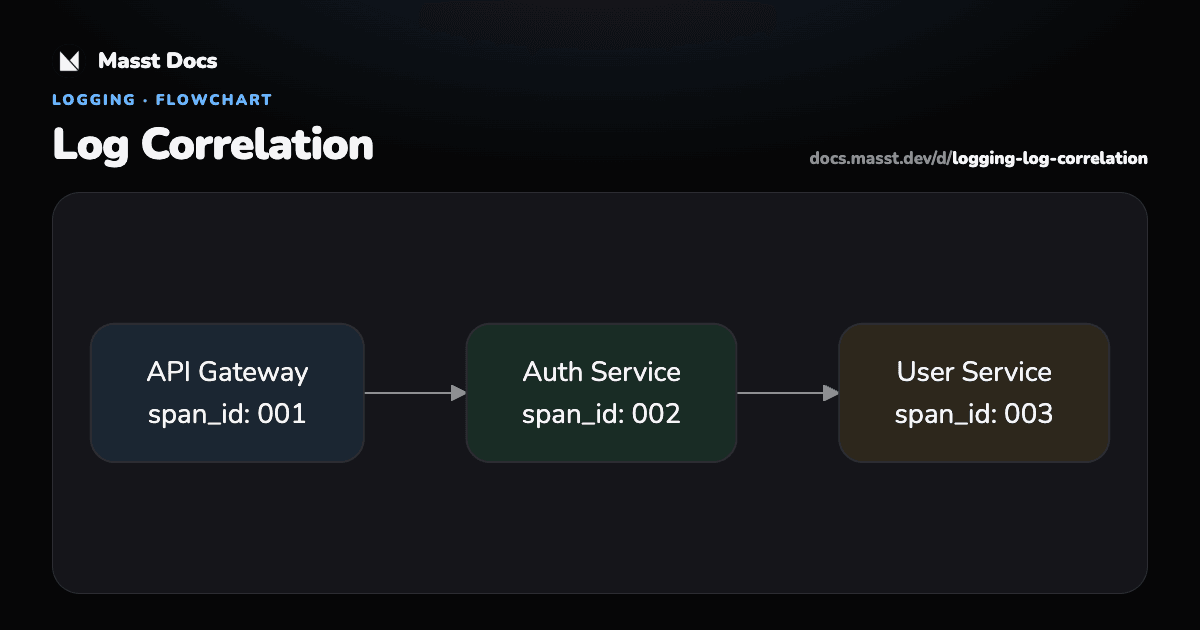 Masst Docs
LOGGING · FLOWCHART
Log Correlation
docs.masst.dev/d/logging-log-correlation
API Gateway
span_id: 001
Auth Service
span_id: 002
User Service
span_id: 003